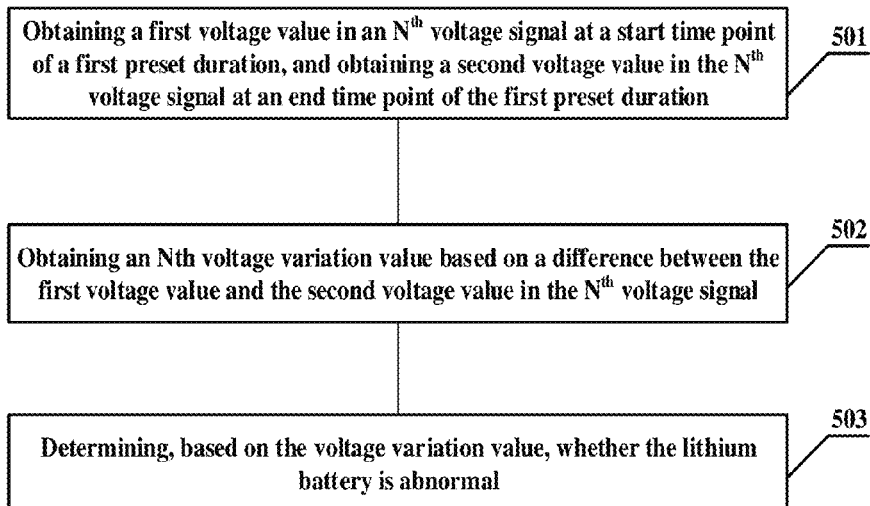 Obtaining a first voltage value in an Nth voltage signal at a start time point
of a first preset duration, and obtaining a second voltage value in the Nth
voltage signal at an end time point of the first preset duration
501
Obtaining an Nth voltage variation value based on a difference between the
first voltage value and the second voltage value in the Nth voltage signal
502
Determining, based on the voltage variation value, whether the lithium
battery is abnormal
503